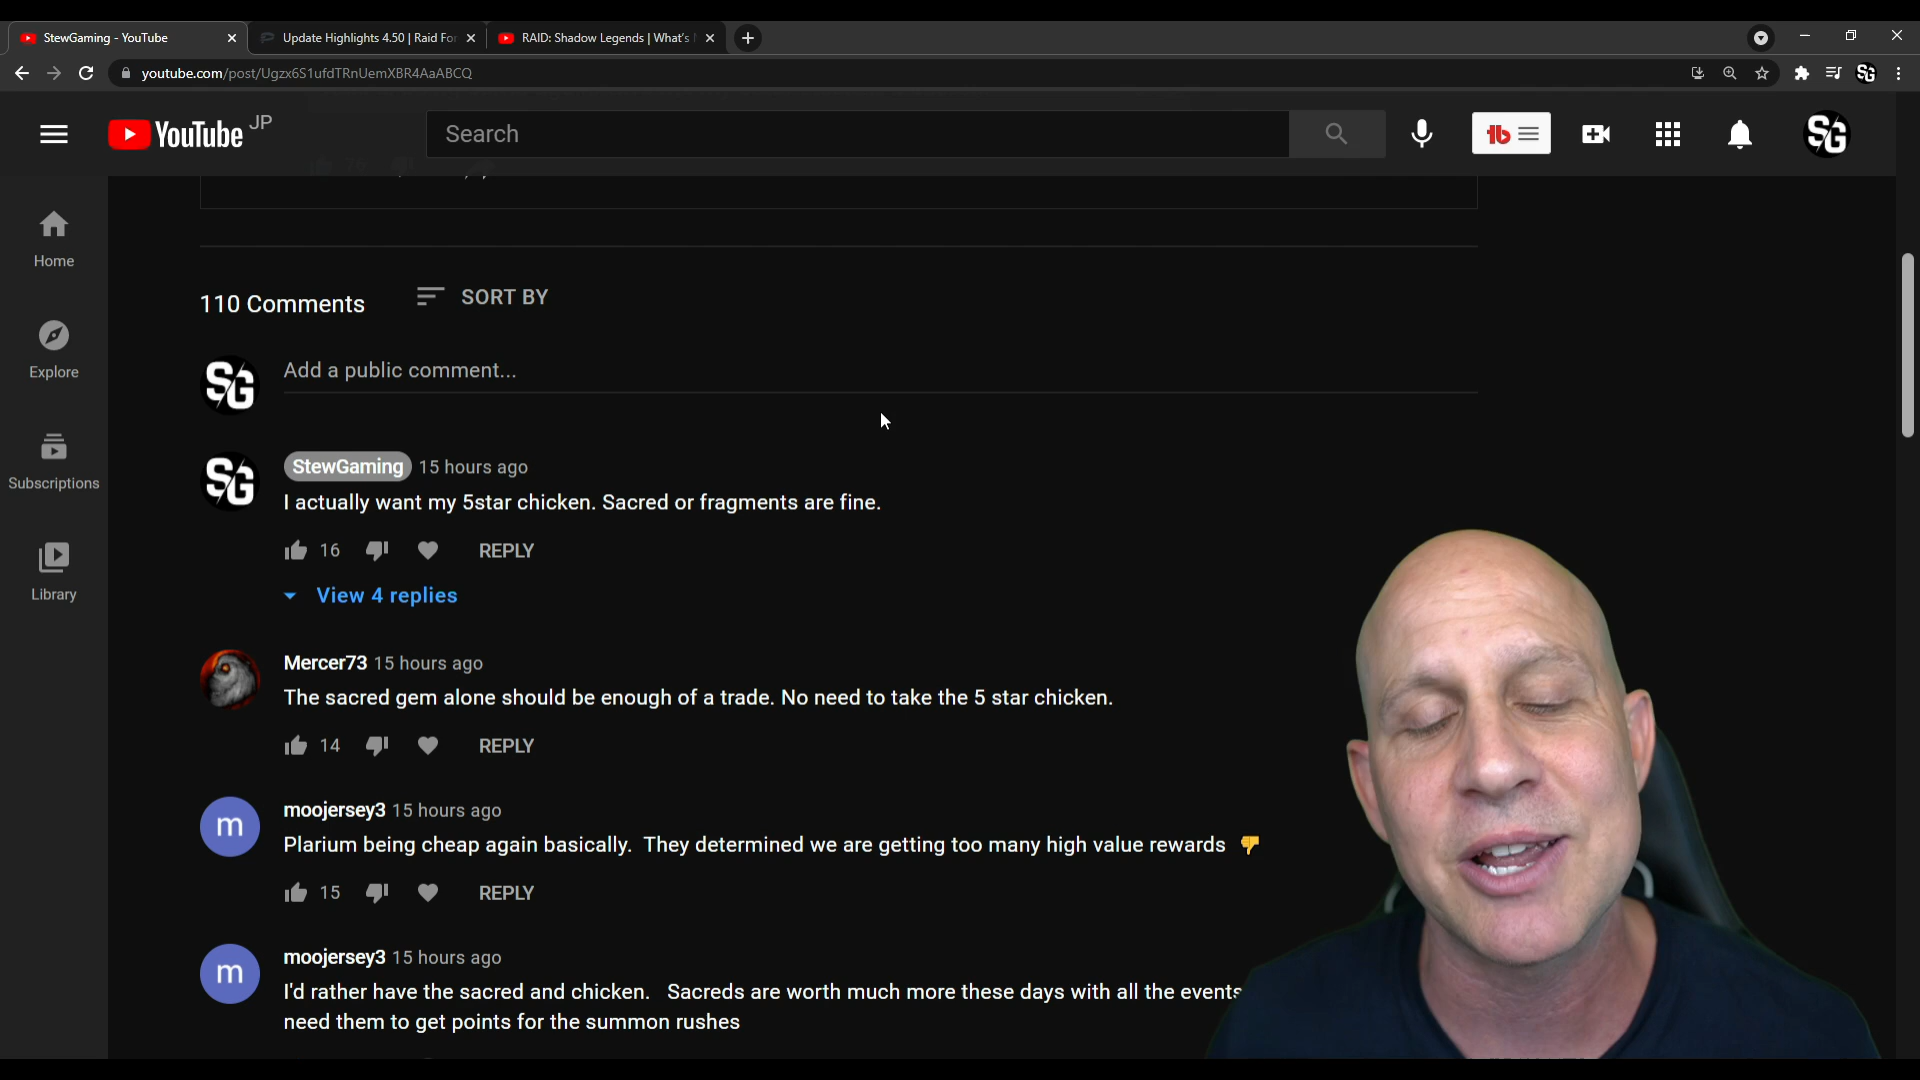 StewGaming - YouTube
Update Highlights 4.50 | Raid For
RAID: Shadow Legends | What's
youtube.com/post/Ugzx6S1ufdTRnUemXBR4AaABCQ
SG
YouTube JP
Search
tb
SG
Home
Explore
Subscriptions
Library
110 Comments
SORT BY
SG
Add a public comment...
SG
StewGaming 15 hours ago
I actually want my 5star chicken. Sacred or fragments are fine.
16 REPLY
View 4 replies
Mercer73 15 hours ago
The sacred gem alone should be enough of a trade. No need to take the 5 star chicken.
14 REPLY
m
moojersey3 15 hours ago
Plarium being cheap again basically. They determined we are getting too many high value rewards 👎
15 REPLY
m
moojersey3 15 hours ago
I'd rather have the sacred and chicken. Sacreds are worth much more these days with all the events
need them to get points for the summon rushes